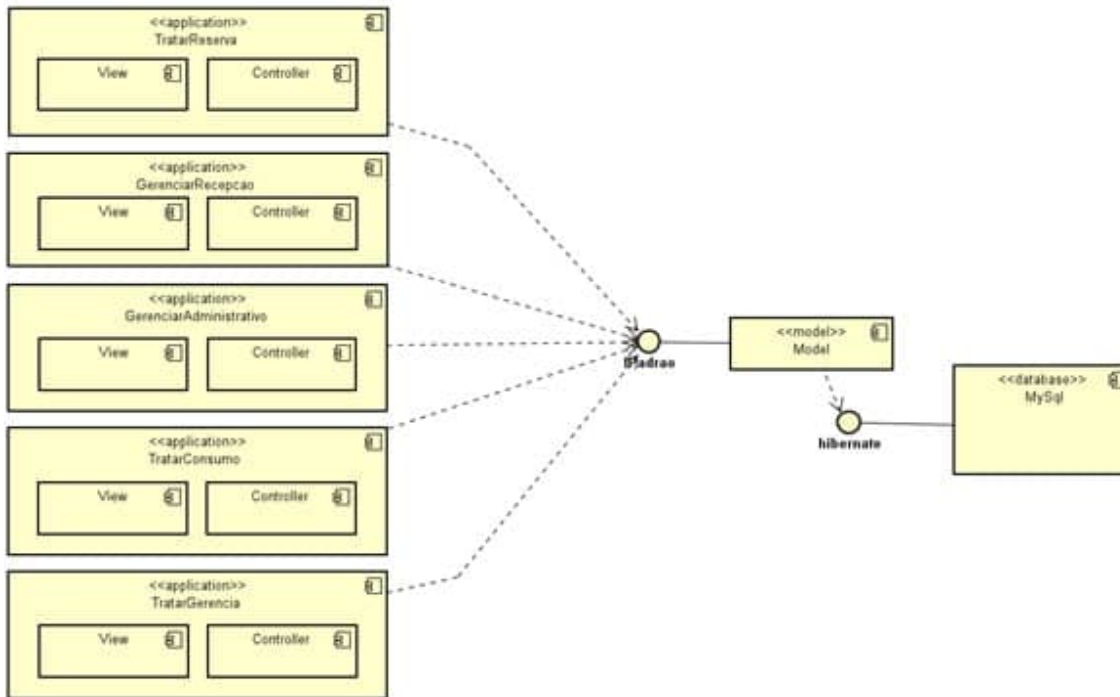 <<application>>
TratarReserva
View
Controller
<<application>>
GerenciarRecepcao
View
Controller
<<application>>
GerenciarAdministrativo
View
Controller
<<application>>
TratarConsumo
View
Controller
<<application>>
TratarGerencia
View
Controller
IPadrao
<<model>>
Model
hibernate
<<database>>
MySql